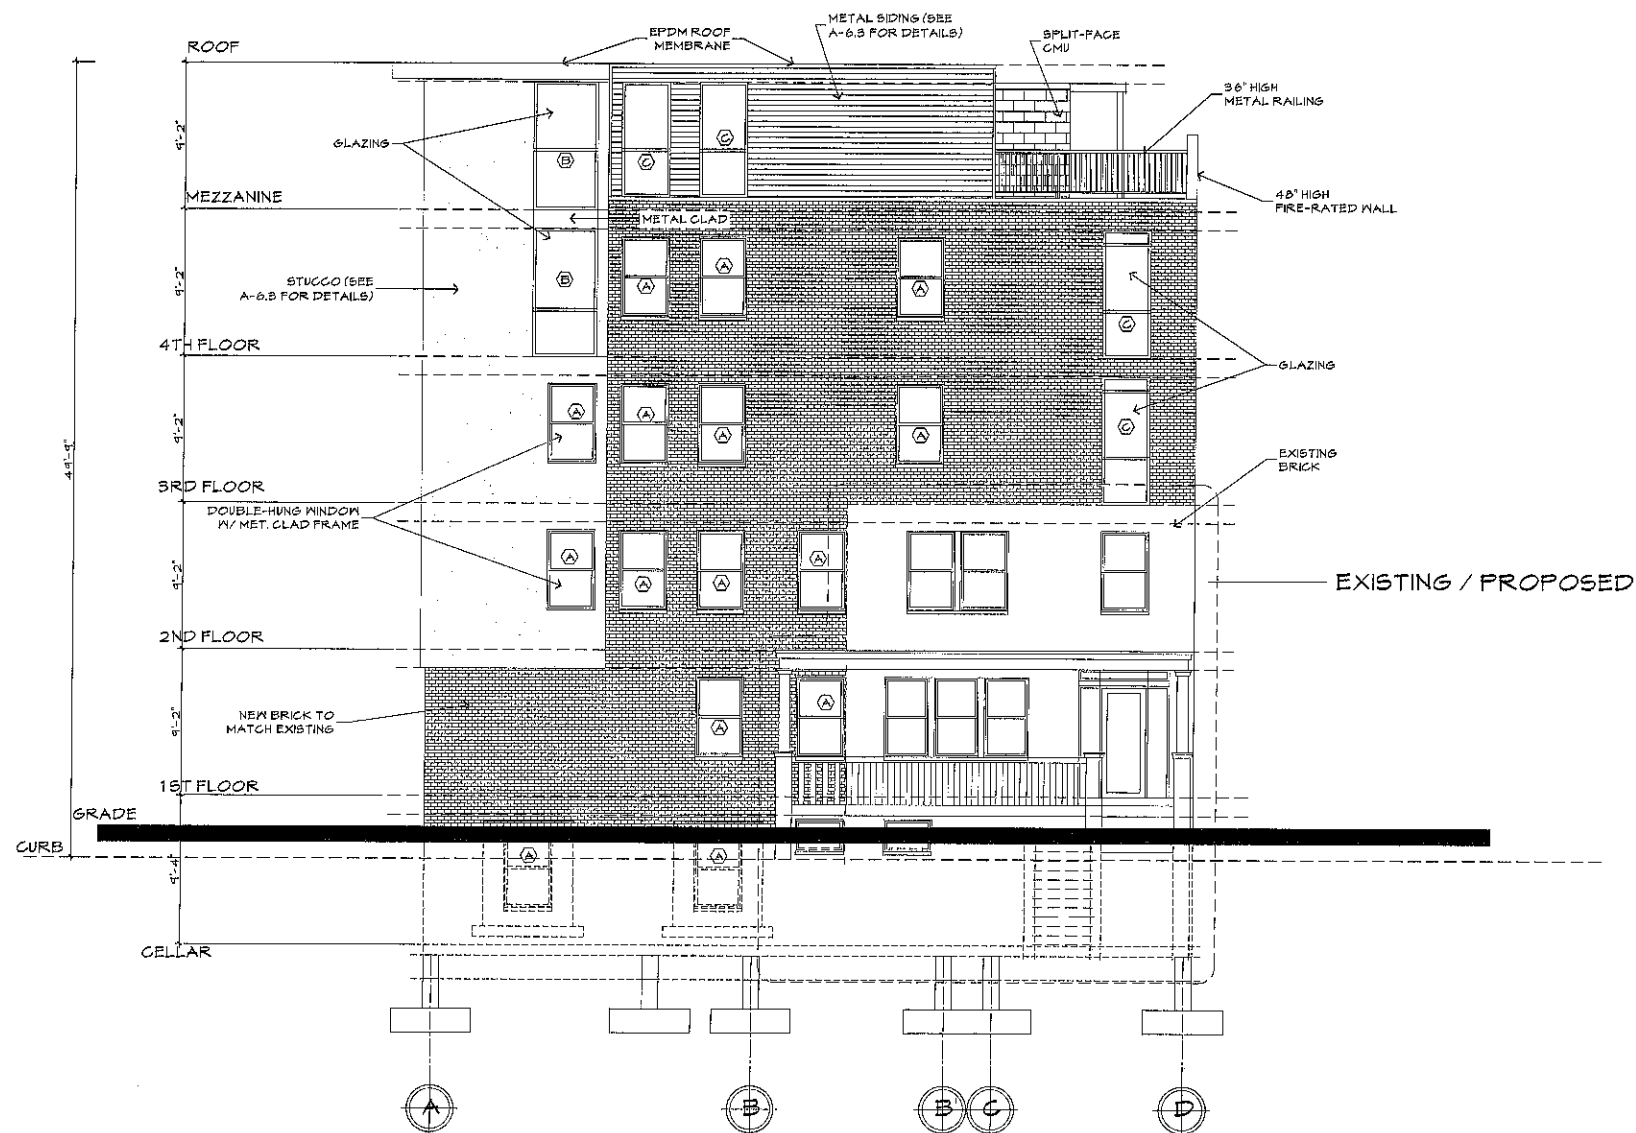 METAL SIDING (SEE
A-6.3 FOR DETAILS)
EPDM ROOF
MEMBRANE
SPLIT-FACE
CMU
ROOF
36" HIGH
METAL RAILING
9'-2"
GLAZING
C
B
C
MEZZANINE
48" HIGH
FIRE-RATED WALL
METAL CLAD
9'-2"
STUCCO (SEE
A-6.3 FOR DETAILS)
B
A
A
A
C
4TH FLOOR
GLAZING
9'-2"
49'-9"
A
A
A
A
C
EXISTING
BRICK
3RD FLOOR
DOUBLE-HUNG WINDOW
W/ MET. CLAD FRAME
9'-2"
A
A
A
A
EXISTING / PROPOSED
2ND FLOOR
9'-2"
NEW BRICK TO
MATCH EXISTING
A
A
1ST FLOOR
GRADE
CURB
A
A
9'-4"
CELLAR
A
B
B'
C
D